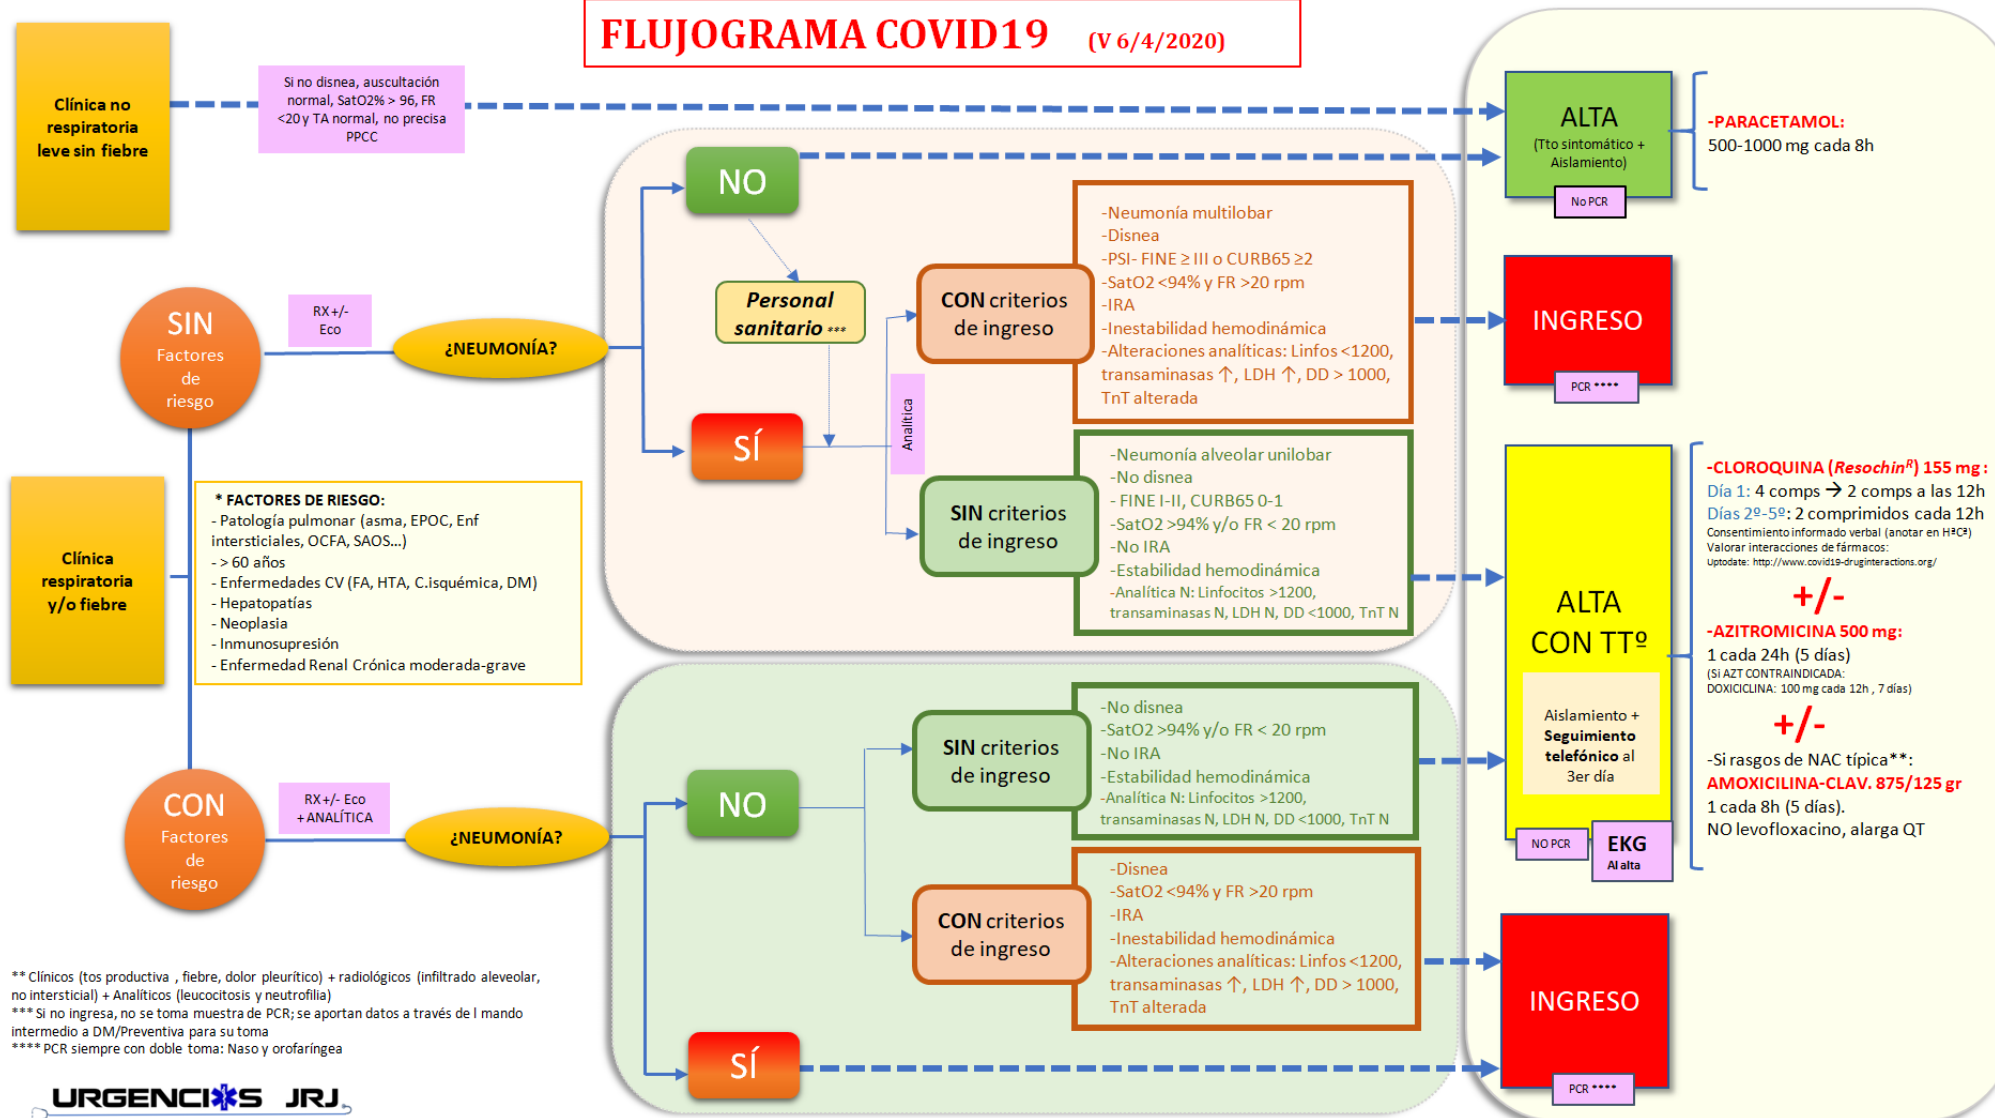 FLUJOGRAMA COVID19 (V 6/4/2020)
Clínica no
respiratoria
leve sin fiebre
Si no disnea, auscultación
normal, SatO2% > 96, FR
<20 y TA normal, no precisa
PPCC
ALTA
(Tto sintomático +
Aislamiento)
No PCR
-PARACETAMOL:
500-1000 mg cada 8h
SIN
Factores
de
riesgo
RX +/-
Eco
¿NEUMONÍA?
NO
Personal
sanitario ***
SÍ
Analítica
CON criterios
de ingreso
-Neumonía multilobar
-Disnea
-PSI- FINE ≥ III o CURB65 ≥2
-SatO2 <94% y FR >20 rpm
-IRA
-Inestabilidad hemodinámica
-Alteraciones analíticas: Linfos <1200,
transaminasas ↑, LDH ↑, DD > 1000,
TnT alterada
INGRESO
PCR ****
SIN criterios
de ingreso
-Neumonía alveolar unilobar
-No disnea
- FINE I-II, CURB65 0-1
-SatO2 >94% y/o FR < 20 rpm
-No IRA
-Estabilidad hemodinámica
-Analítica N: Linfocitos >1200,
transaminasas N, LDH N, DD <1000, TnT N
Clínica
respiratoria
y/o fiebre
* FACTORES DE RIESGO:
- Patología pulmonar (asma, EPOC, Enf
intersticiales, OCFA, SAOS...)
- > 60 años
- Enfermedades CV (FA, HTA, C.isquémica, DM)
- Hepatopatías
- Neoplasia
- Inmunosupresión
- Enfermedad Renal Crónica moderada-grave
ALTA
CON TTº
Aislamiento +
Seguimiento
telefónico al
3er día
NO PCR
EKG
Al alta
-CLOROQUINA (Resochinᴿ) 155 mg :
Día 1: 4 comps → 2 comps a las 12h
Días 2º-5º: 2 comprimidos cada 12h
Consentimiento informado verbal (anotar en HªCª)
Valorar interacciones de fármacos:
Uptodate: http://www.covid19-druginteractions.org/
+/-
-AZITROMICINA 500 mg:
1 cada 24h (5 días)
(Si AZT CONTRAINDICADA:
DOXICICLINA: 100 mg cada 12h , 7 días)
+/-
-Si rasgos de NAC típica**:
AMOXICILINA-CLAV. 875/125 gr
1 cada 8h (5 días).
NO levofloxacino, alarga QT
CON
Factores
de
riesgo
RX +/- Eco
+ ANALÍTICA
¿NEUMONÍA?
NO
SIN criterios
de ingreso
-No disnea
-SatO2 >94% y/o FR < 20 rpm
-No IRA
-Estabilidad hemodinámica
-Analítica N: Linfocitos >1200,
transaminasas N, LDH N, DD <1000, TnT N
CON criterios
de ingreso
-Disnea
-SatO2 <94% y FR >20 rpm
-IRA
-Inestabilidad hemodinámica
-Alteraciones analíticas: Linfos <1200,
transaminasas ↑, LDH ↑, DD > 1000,
TnT alterada
SÍ
INGRESO
PCR ****
** Clínicos (tos productiva , fiebre, dolor pleurítico) + radiológicos (infiltrado aleveolar,
no intersticial) + Analíticos (leucocitosis y neutrofilia)
*** Si no ingresa, no se toma muestra de PCR; se aportan datos a través de l mando
intermedio a DM/Preventiva para su toma
**** PCR siempre con doble toma: Naso y orofaríngea
URGENCI*S JRJ